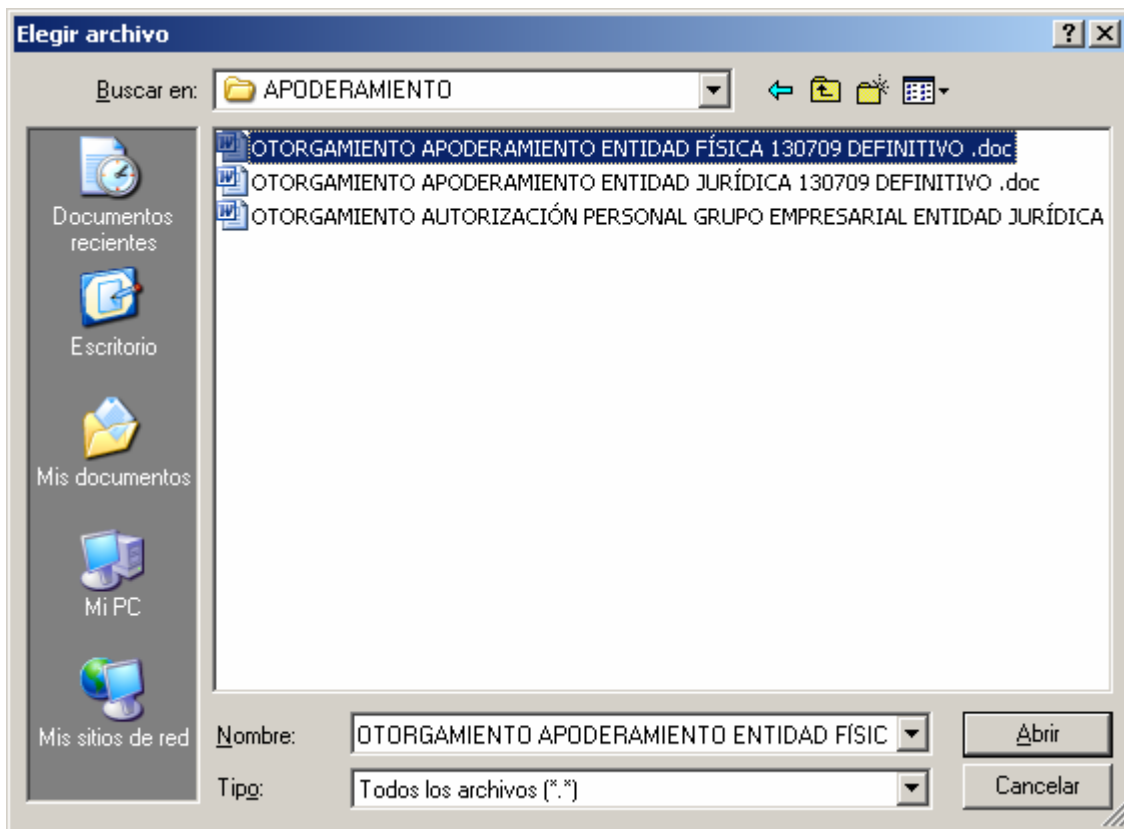 Elegir archivo
Buscar en: APODERAMIENTO
OTORGAMIENTO APODERAMIENTO ENTIDAD FÍSICA 130709 DEFINITIVO .doc
OTORGAMIENTO APODERAMIENTO ENTIDAD JURÍDICA 130709 DEFINITIVO .doc
OTORGAMIENTO AUTORIZACIÓN PERSONAL GRUPO EMPRESARIAL ENTIDAD JURÍDICA
Documentos
recientes
Escritorio
Mis documentos
Mi PC
Mis sitios de red
Nombre: OTORGAMIENTO APODERAMIENTO ENTIDAD FÍSIC Abrir
Tipo: Todos los archivos (*.*) Cancelar